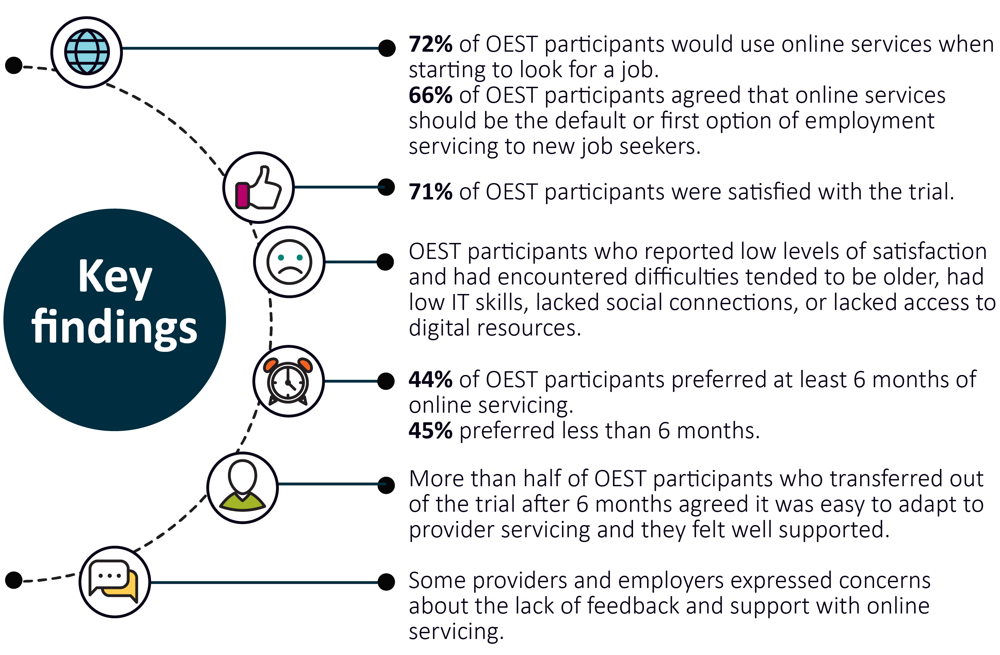 Key
findings
72% of OEST participants would use online services when
starting to look for a job.
66% of OEST participants agreed that online services
should be the default or first option of employment
servicing to new job seekers.
71% of OEST participants were satisfied with the trial.
OEST participants who reported low levels of satisfaction
and had encountered difficulties tended to be older, had
low IT skills, lacked social connections, or lacked access to
digital resources.
44% of OEST participants preferred at least 6 months of
online servicing.
45% preferred less than 6 months.
More than half of OEST participants who transferred out
of the trial after 6 months agreed it was easy to adapt to
provider servicing and they felt well supported.
Some providers and employers expressed concerns
about the lack of feedback and support with online
servicing.